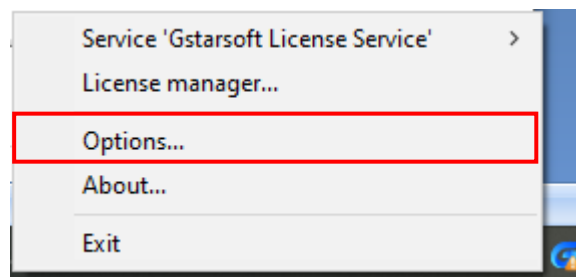 Service 'Gstarsoft License Service'
License manager...
Options...
About...
Exit